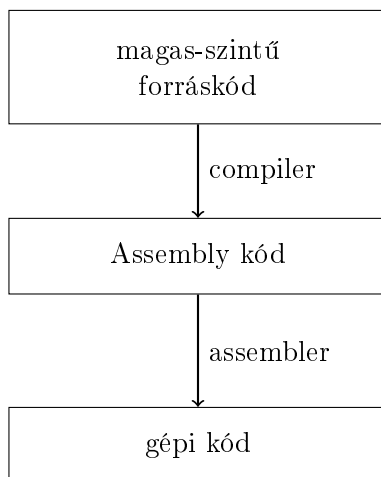 magas-szintű
forráskód
compiler
Assembly kód
assembler
gépi kód